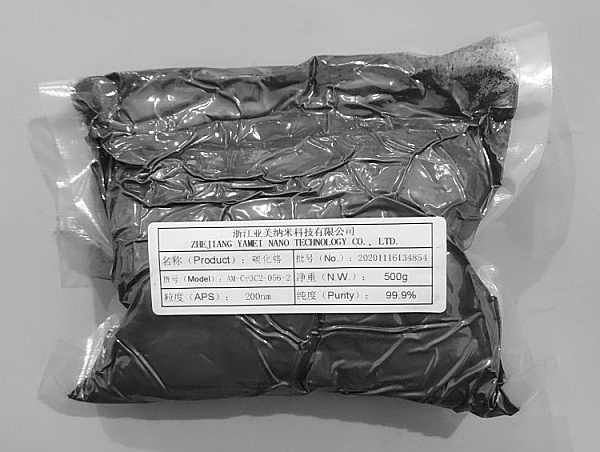 浙江亚美纳米科技有限公司
ZHEJIANG YAMEI NANO TECHNOLOGY CO., LTD.
名称（Product）： 碳化铬 批号（No.）： 20201116134854
货号（Model）： AM-Cr3C2-056-2 净重（N.W.）： 500g
粒度（APS）： 200nm 纯度（Purity）： 99.9%